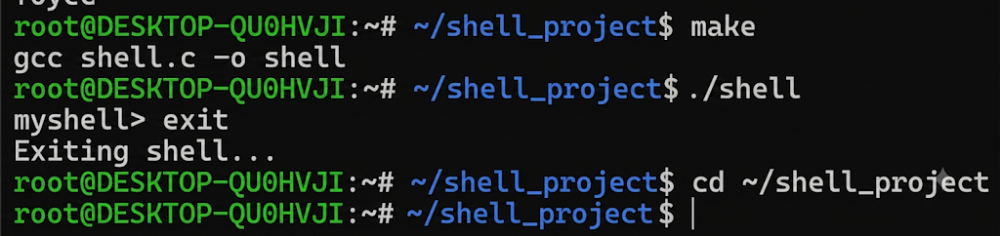 root@DESKTOP-QU0HVJI:~# ~/shell_project$ make
gcc shell.c -o shell
root@DESKTOP-QU0HVJI:~# ~/shell_project$ ./shell
myshell> exit
Exiting shell...
root@DESKTOP-QU0HVJI:~# ~/shell_project$ cd ~/shell_project
root@DESKTOP-QU0HVJI:~# ~/shell_project$